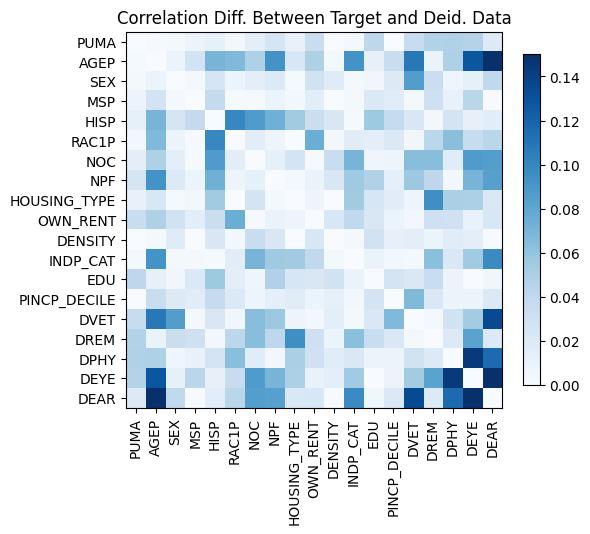 Correlation Diff. Between Target and Deid. Data
PUMA
AGEP
SEX
MSP
HISP
RAC1P
NOC
NPF
HOUSING_TYPE
OWN_RENT
DENSITY
INDP_CAT
EDU
PINCP_DECILE
DVET
DREM
DPHY
DEYE
DEAR
PUMA
AGEP
SEX
MSP
HISP
RAC1P
NOC
NPF
HOUSING_TYPE
OWN_RENT
DENSITY
INDP_CAT
EDU
PINCP_DECILE
DVET
DREM
DPHY
DEYE
DEAR
0.14
0.12
0.10
0.08
0.06
0.04
0.02
0.00